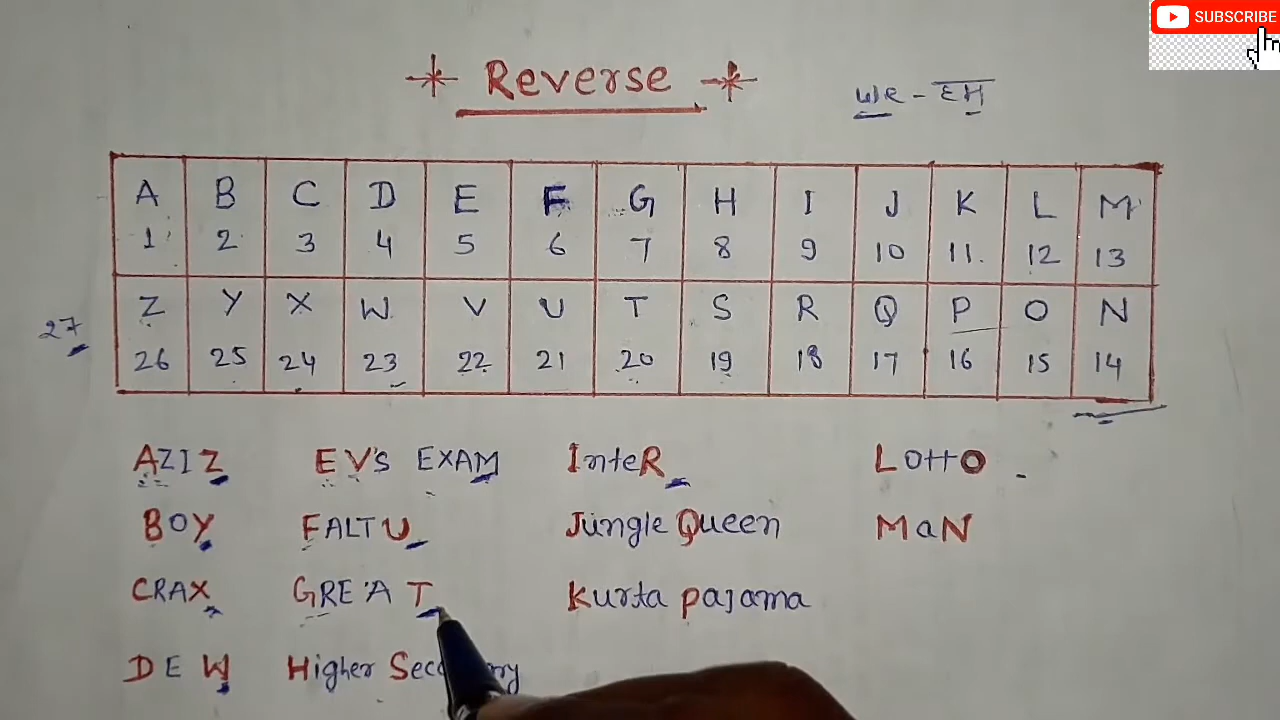 SUBSCRIBE
Reverse
We - हम
A B C D E F G H I J K L M
1 2 3 4 5 6 7 8 9 10 11 12 13
Z Y X W V U T S R Q P O N
27
26 25 24 23 22 21 20 19 18 17 16 15 14
AZIZ EV'S EXAM InteR LOttO
BOY FALTU Jungle Queen MaN
CRAX GRE'A T Kurta pajama
DEW Higher